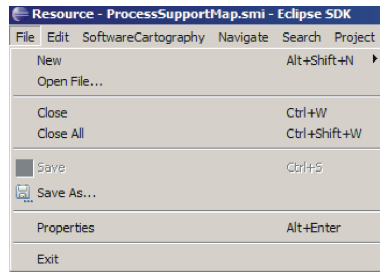 Resource - ProcessSupportMap.smi - Eclipse SDK
File Edit SoftwareCartography Navigate Search Project
New Alt+Shift+N
Open File...
Close Ctrl+W
Close All Ctrl+Shift+W
Save Ctrl+S
Save As...
Properties Alt+Enter
Exit